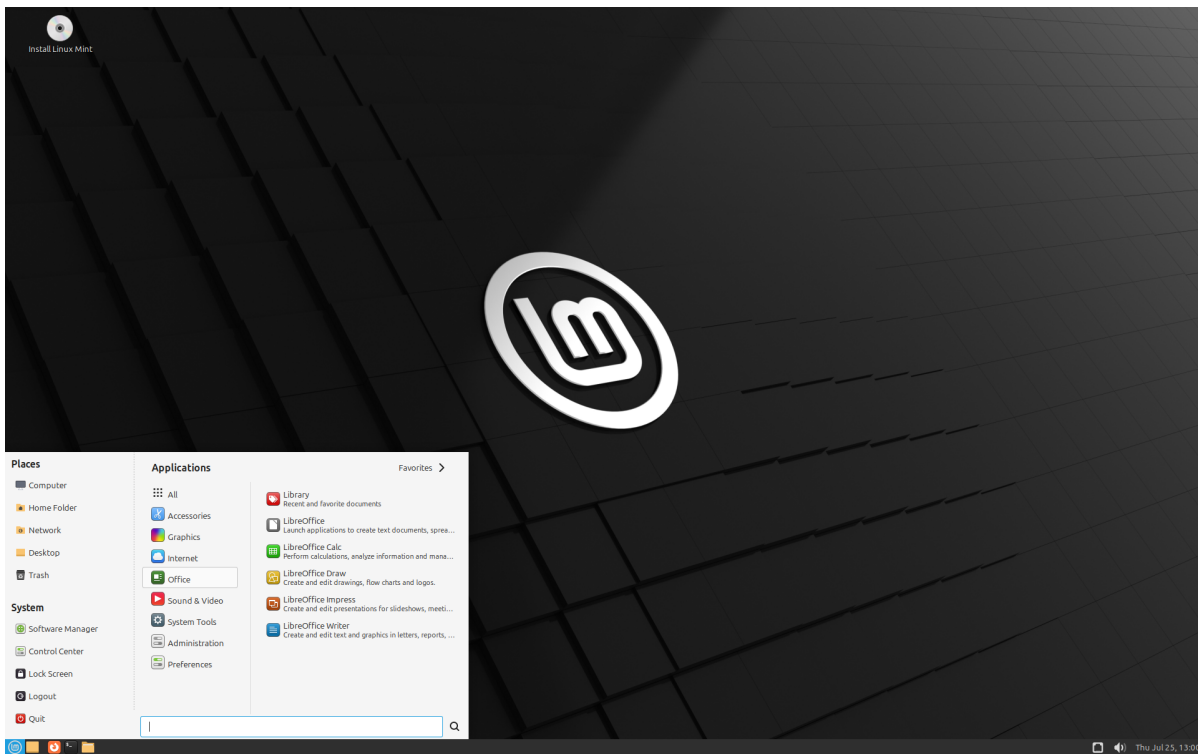 Install Linux Mint
Places
Computer
Home Folder
Network
Desktop
Trash
System
Software Manager
Control Center
Lock Screen
Logout
Quit
Applications
Favorites
All
Accessories
Graphics
Internet
Office
Sound & Video
System Tools
Administration
Preferences
Library
Recent and favorite documents
LibreOffice
Launch applications to create text documents, sprea...
LibreOffice Calc
Perform calculations, analyze information and mana...
LibreOffice Draw
Create and edit drawings, flow charts and logos.
LibreOffice Impress
Create and edit presentations for slideshows, meeti...
LibreOffice Writer
Create and edit text and graphics in letters, reports, ...
Thu Jul 25, 13:0